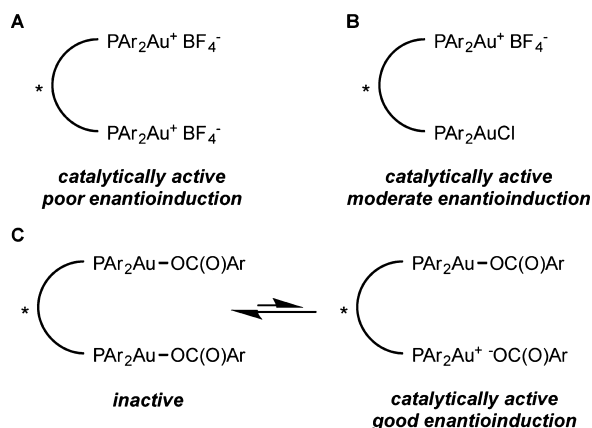 A
PAr₂Au⁺ BF₄⁻
*
PAr₂Au⁺ BF₄⁻
catalytically active
poor enantioinduction
B
PAr₂Au⁺ BF₄⁻
*
PAr₂AuCl
catalytically active
moderate enantioinduction
C
PAr₂Au–OC(O)Ar
*
PAr₂Au–OC(O)Ar
inactive
PAr₂Au–OC(O)Ar
*
PAr₂Au⁺ ⁻OC(O)Ar
catalytically active
good enantioinduction